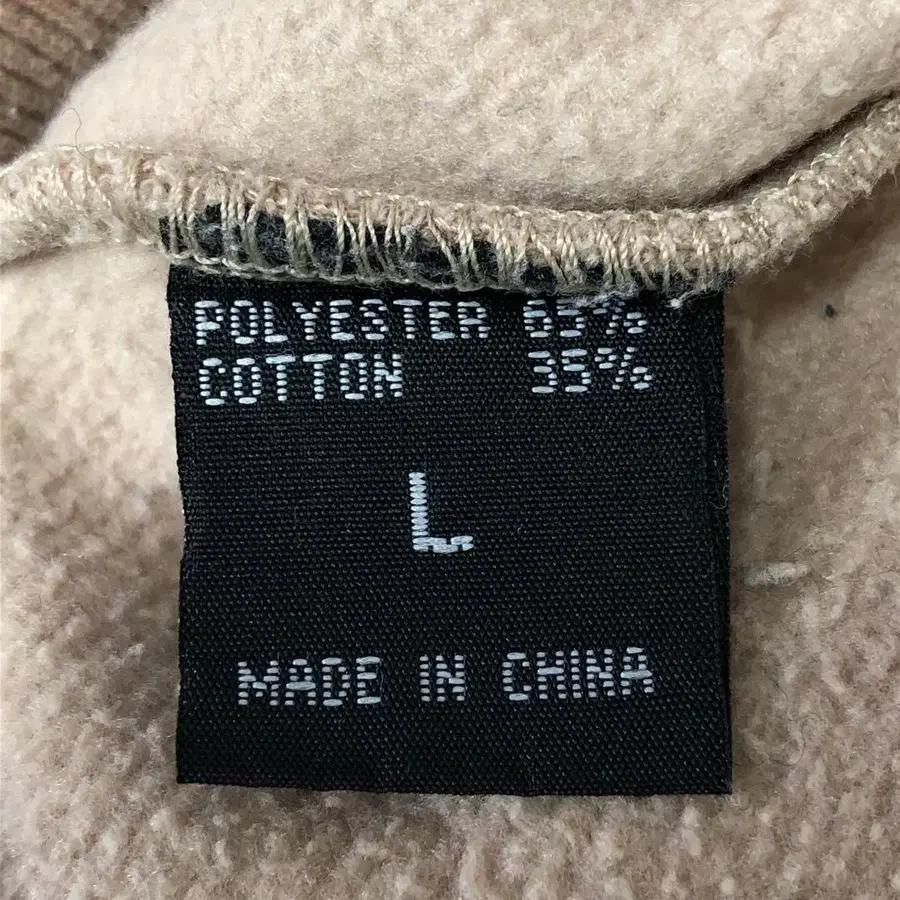 POLYESTER 65%
COTTON 35%
L
MADE IN CHINA